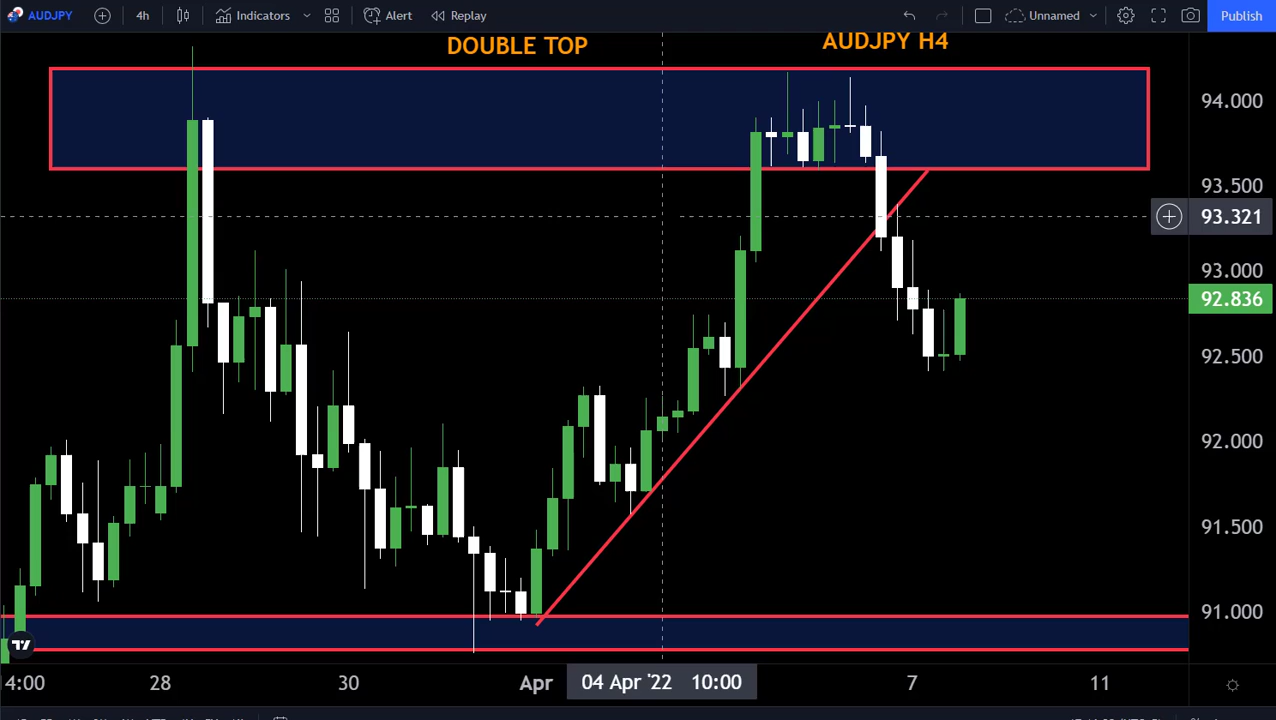 AUDJPY 4h Indicators Alert Replay Unnamed Publish
DOUBLE TOP
AUDJPY H4
94.000
93.500
93.321
93.000
92.836
92.500
92.000
91.500
91.000
4:00 28 30 Apr 04 Apr '22 10:00 7 11